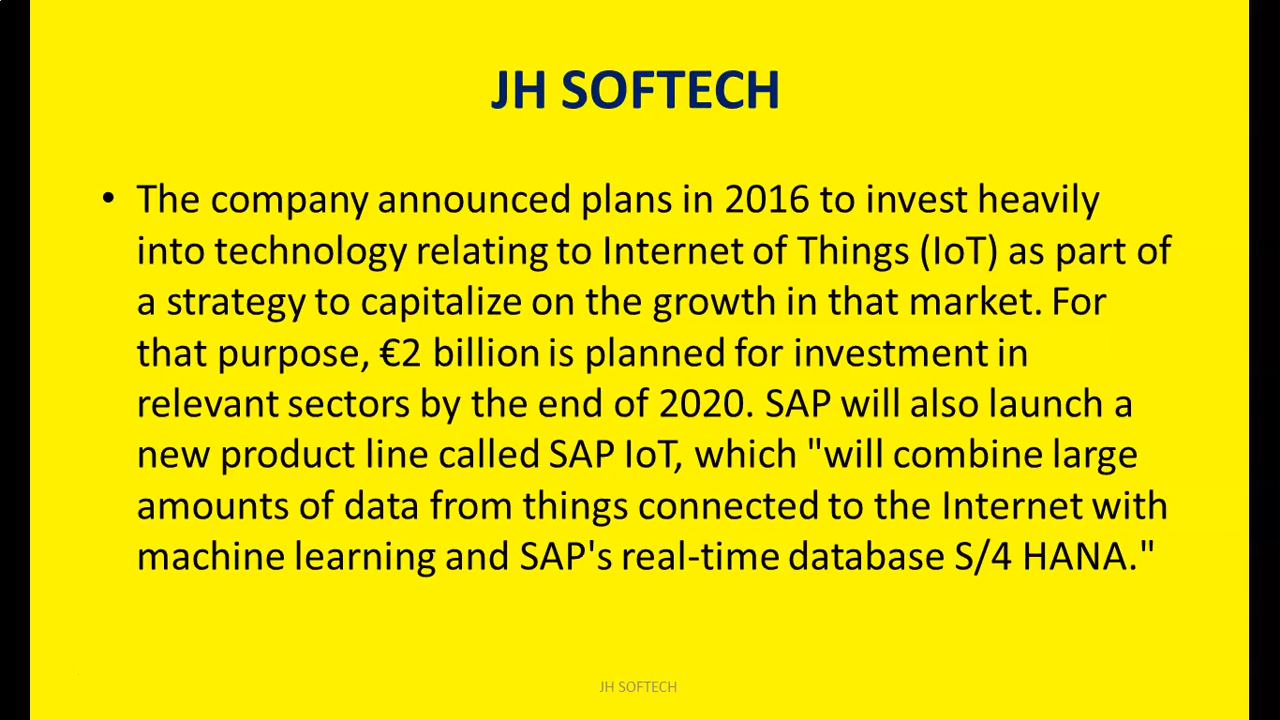 JH SOFTECH
• The company announced plans in 2016 to invest heavily
into technology relating to Internet of Things (IoT) as part of
a strategy to capitalize on the growth in that market. For
that purpose, €2 billion is planned for investment in
relevant sectors by the end of 2020. SAP will also launch a
new product line called SAP IoT, which "will combine large
amounts of data from things connected to the Internet with
machine learning and SAP's real-time database S/4 HANA."
JH SOFTECH